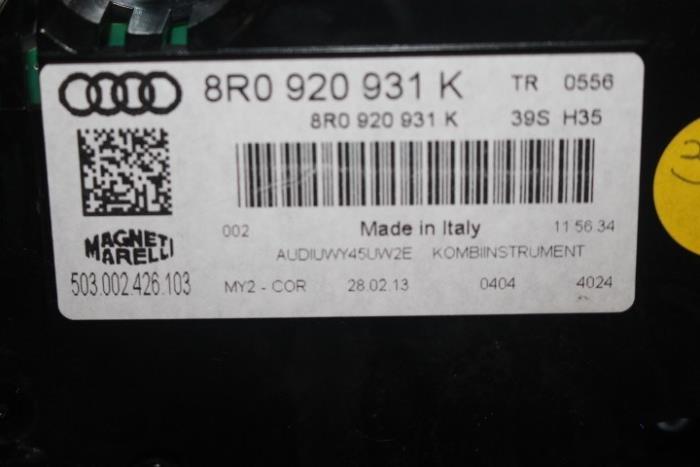 8R0 920 931 K TR 0556
8R0 920 931 K 39S H35
002 Made in Italy 11 56 34
MAGNETI MARELLI
AUDIUWY45UW2E KOMBIINSTRUMENT
503.002.426.103 MY2 - COR 28.02.13 0404 4024